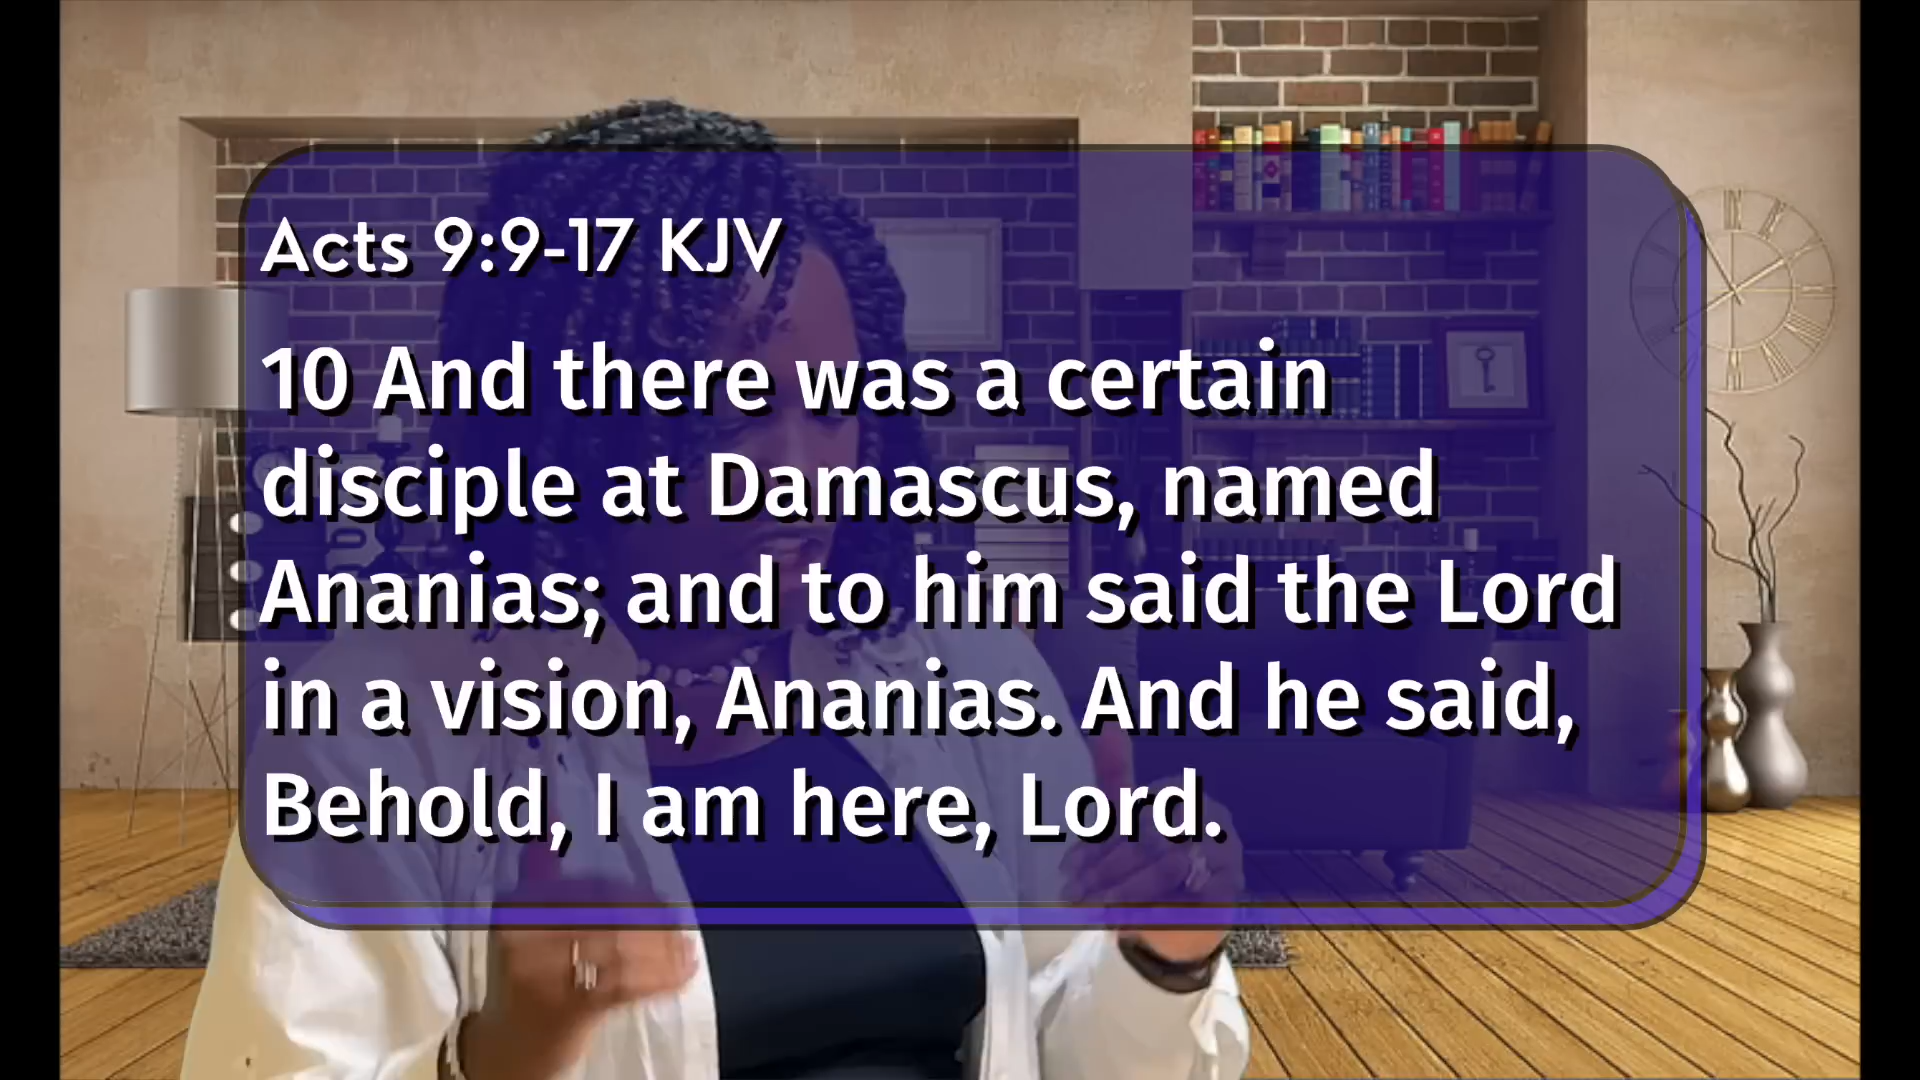 Acts 9:9-17 KJV
10 And there was a certain
disciple at Damascus, named
Ananias; and to him said the Lord
in a vision, Ananias. And he said,
Behold, I am here, Lord.